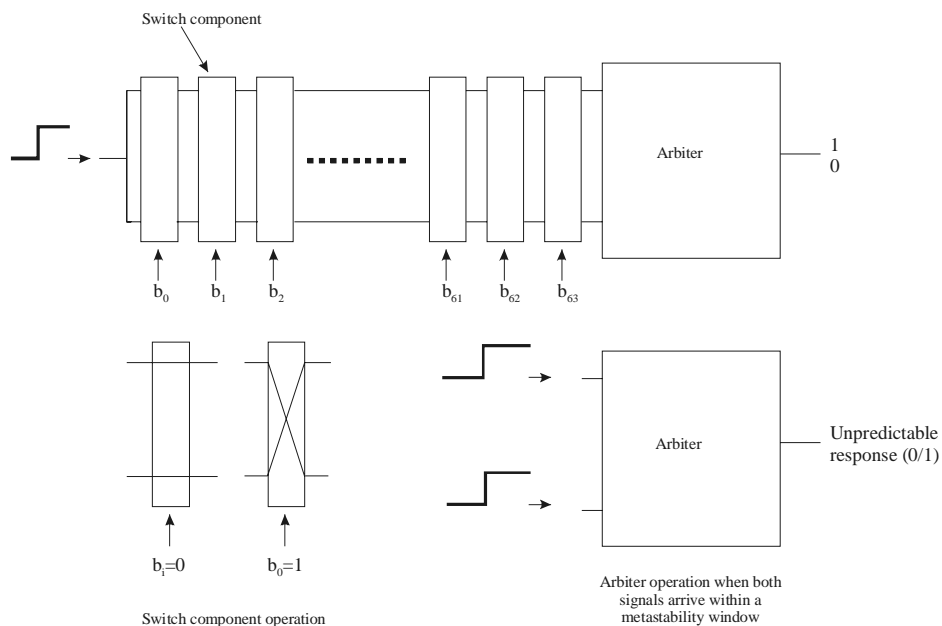 Switch component
Arbiter
1
0
b0 b1 b2 b61 b62 b63
Arbiter
Unpredictable
response (0/1)
bi=0 b0=1
Arbiter operation when both
signals arrive within a
metastability window
Switch component operation